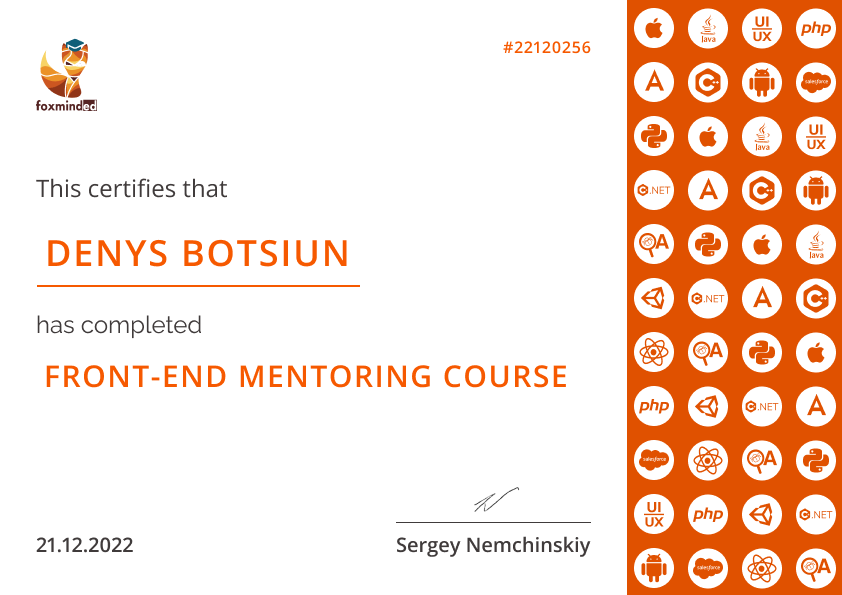 foxminded
#22120256
This certifies that
DENYS BOTSIUN
has completed
FRONT-END MENTORING COURSE
21.12.2022
Sergey Nemchinskiy
Java UI UX php
A C++ salesforce
Java UI UX
C.NET A C++
QA Java
C.NET A C++
QA
php C.NET A
salesforce QA
UI UX php C.NET
salesforce QA